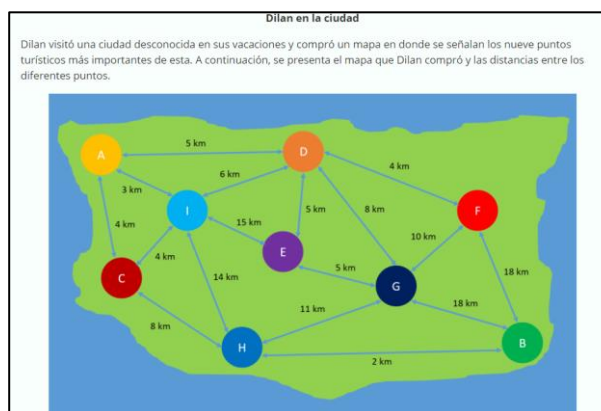 Dilan en la ciudad
Dilan visitó una ciudad desconocida en sus vacaciones y compró un mapa en donde se señalan los nueve puntos
turísticos más importantes de esta. A continuación, se presenta el mapa que Dilan compró y las distancias entre los
diferentes puntos.
5 km
A
D
6 km
4 km
3 km
I
F
4 km
15 km
5 km
8 km
10 km
4 km
E
C
14 km
5 km
G
18 km
11 km
18 km
8 km
H
B
2 km